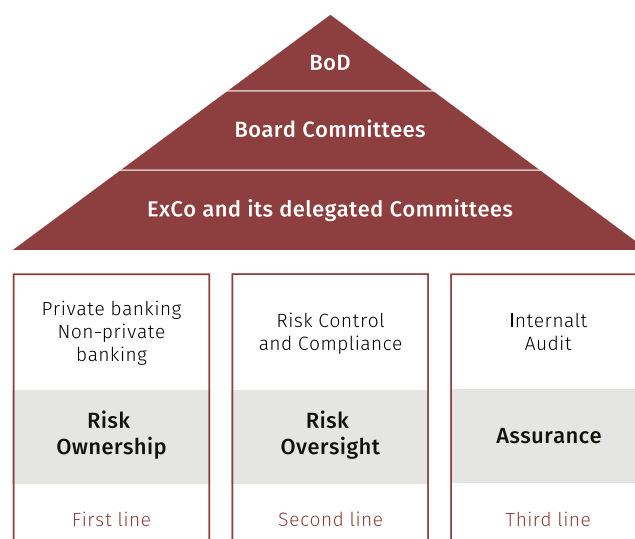 BoD
Board Committees
ExCo and its delegated Committees
Private banking
Non-private
banking
Risk
Ownership
First line
Risk Control
and Compliance
Risk
Oversight
Second line
Internalt
Audit
Assurance
Third line